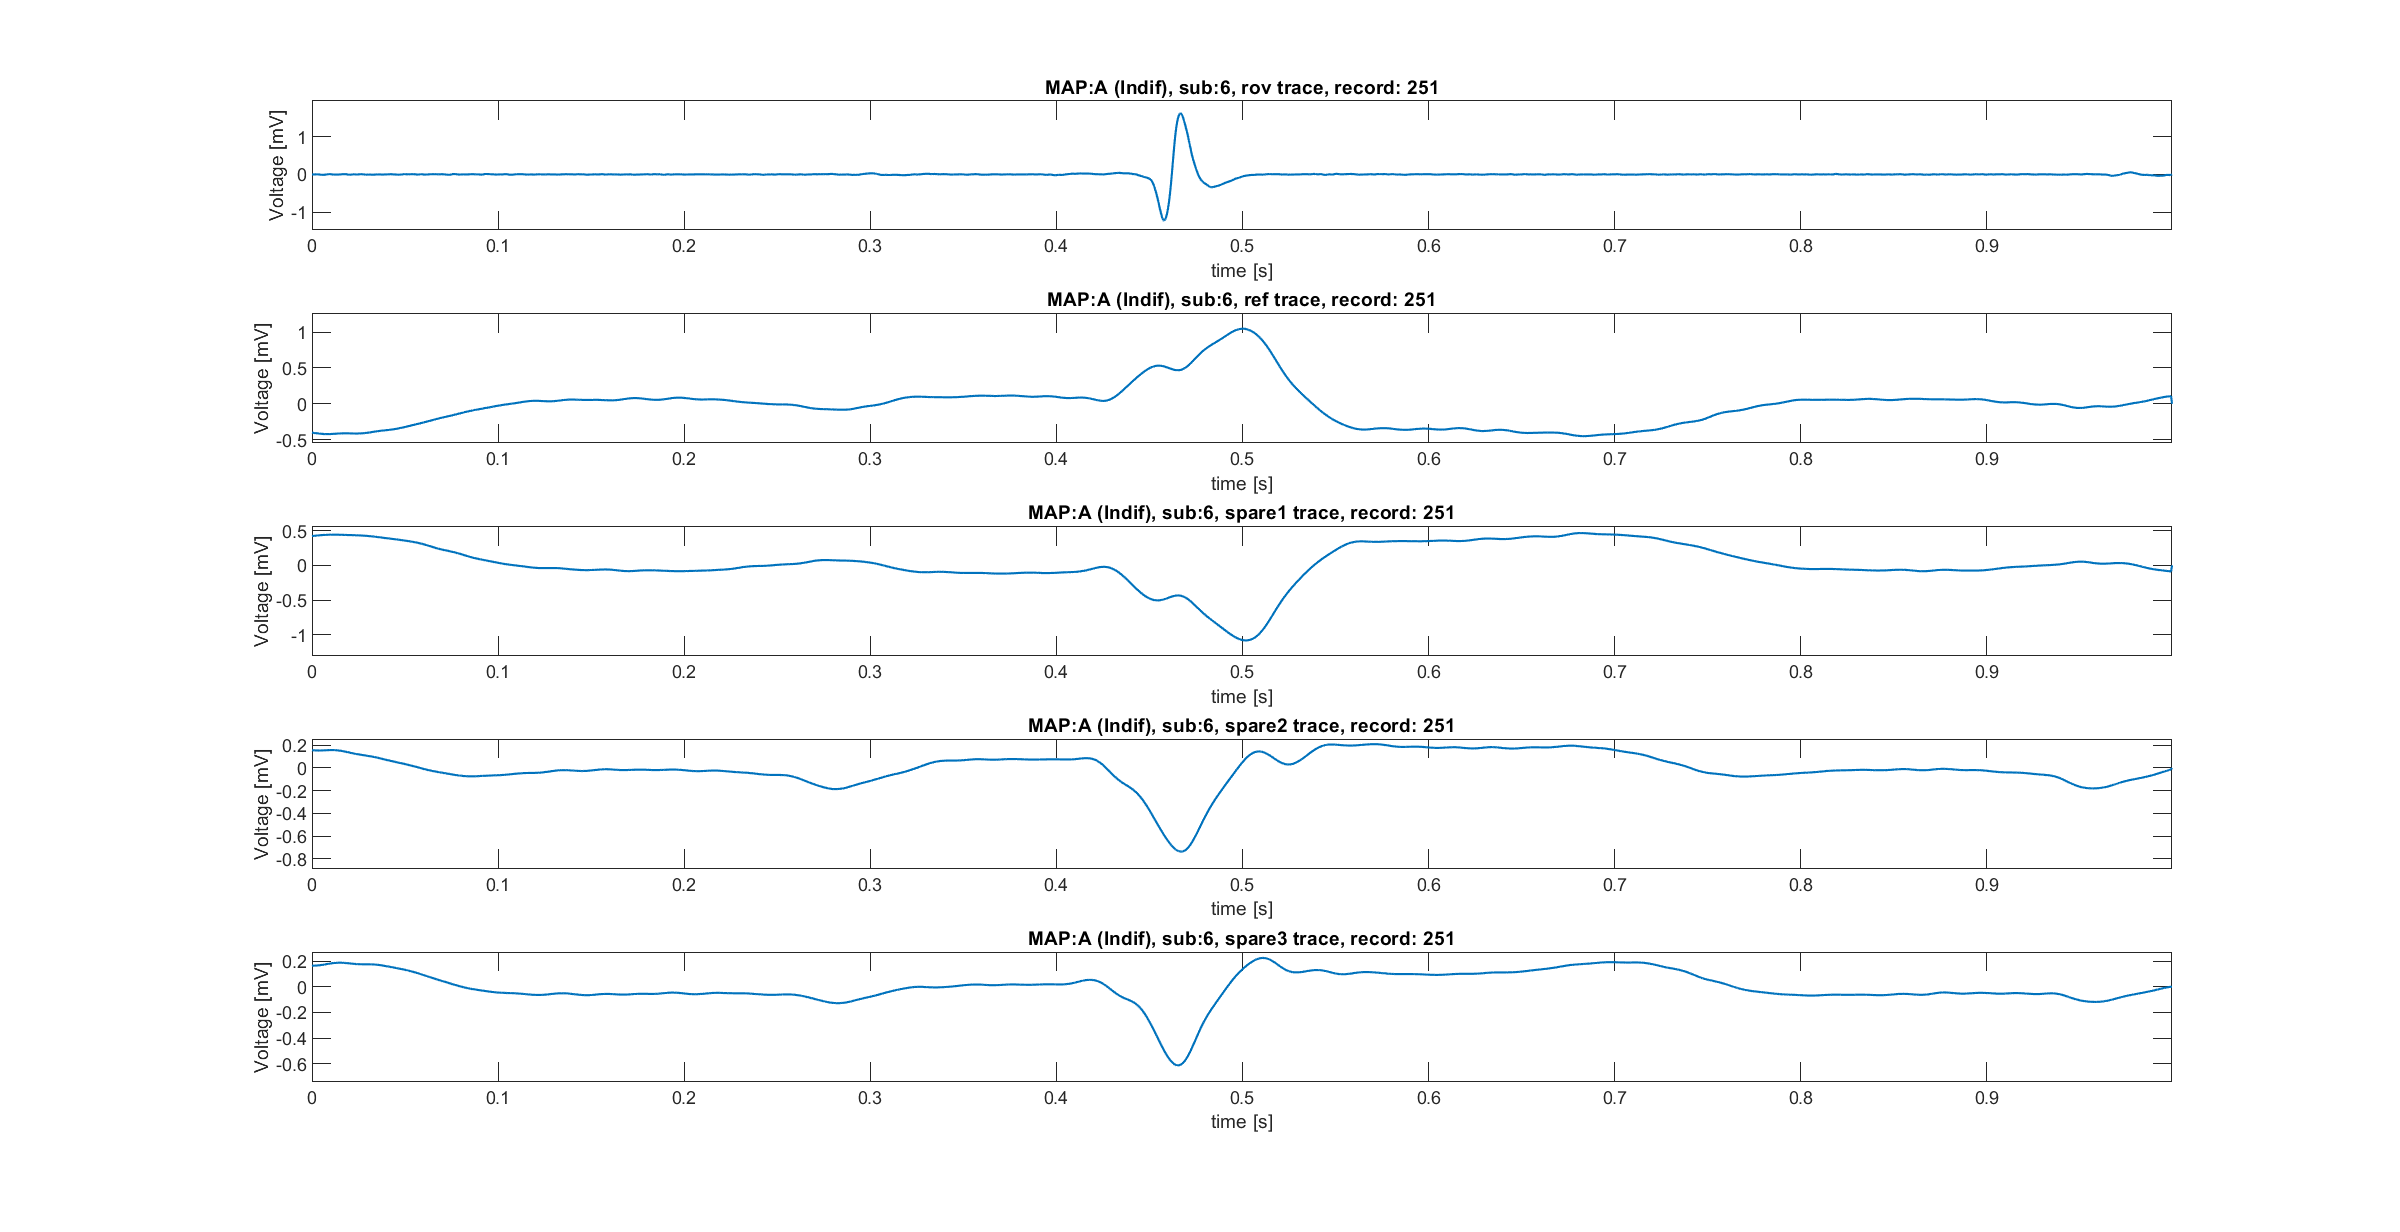 MAP:A (Indif), sub:6, rov trace, record: 251
Voltage [mV]
1
0
-1
0 0.1 0.2 0.3 0.4 0.5 0.6 0.7 0.8 0.9
time [s]
MAP:A (Indif), sub:6, ref trace, record: 251
Voltage [mV]
1
0.5
0
-0.5
0 0.1 0.2 0.3 0.4 0.5 0.6 0.7 0.8 0.9
time [s]
MAP:A (Indif), sub:6, spare1 trace, record: 251
Voltage [mV]
0.5
0
-0.5
-1
0 0.1 0.2 0.3 0.4 0.5 0.6 0.7 0.8 0.9
time [s]
MAP:A (Indif), sub:6, spare2 trace, record: 251
Voltage [mV]
0.2
0
-0.2
-0.4
-0.6
-0.8
0 0.1 0.2 0.3 0.4 0.5 0.6 0.7 0.8 0.9
time [s]
MAP:A (Indif), sub:6, spare3 trace, record: 251
Voltage [mV]
0.2
0
-0.2
-0.4
-0.6
0 0.1 0.2 0.3 0.4 0.5 0.6 0.7 0.8 0.9
time [s]